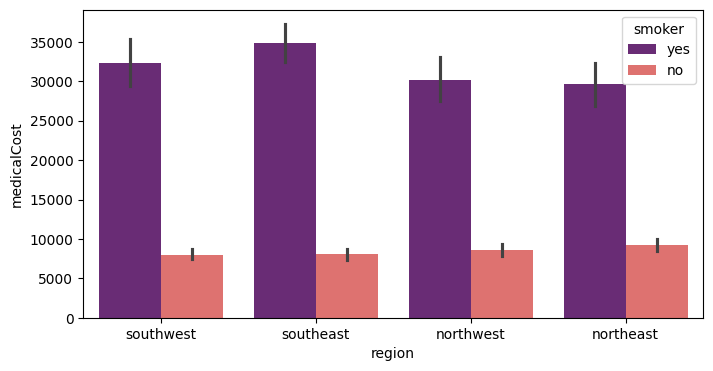 smoker
yes
no
35000
30000
25000
20000
15000
10000
5000
0
medicalCost
southwest southeast northwest northeast
region